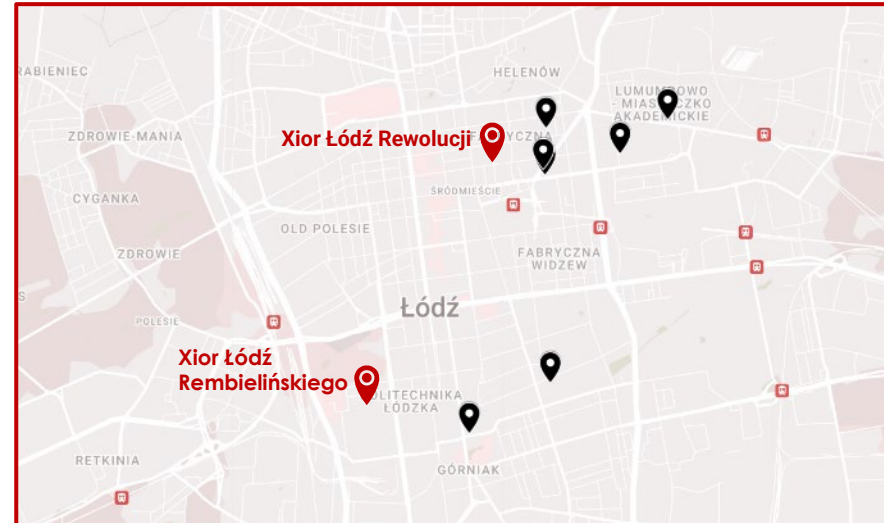 RABIENIEC
HELENÓW
LUMUMBOWO
- MIASTECZKO
AKADEMICKIE
ZDROWIE-MANIA
Xior Łódź Rewolucji
CYGANKA
ŚRÓDMIEŚCIE
OLD POLESIE
ZDROWIE
FABRYCZNA
WIDZEW
Łódź
POLESIE
Xior Łódź
Rembielińskiego
POLITECHNIKA
ŁÓDZKA
RETKINIA
GÓRNIAK